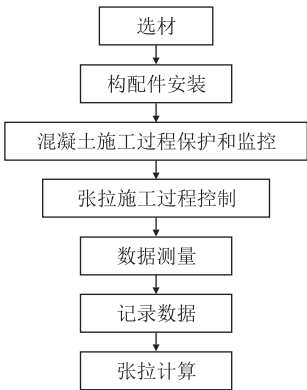 选材
构配件安装
混凝土施工过程保护和监控
张拉施工过程控制
数据测量
记录数据
张拉计算